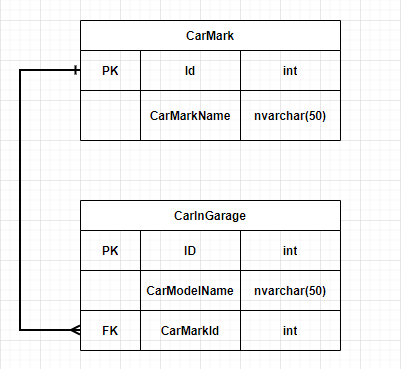 CarMark
PK Id int
CarMarkName nvarchar(50)
CarInGarage
PK ID int
CarModelName nvarchar(50)
FK CarMarkId int